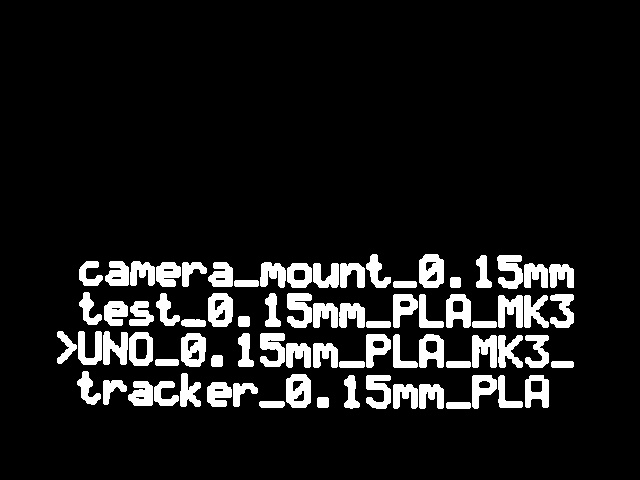 camera_mount_0.15mm
test_0.15mm_PLA_MK3
>UNO_0.15mm_PLA_MK3_
tracker_0.15mm_PLA